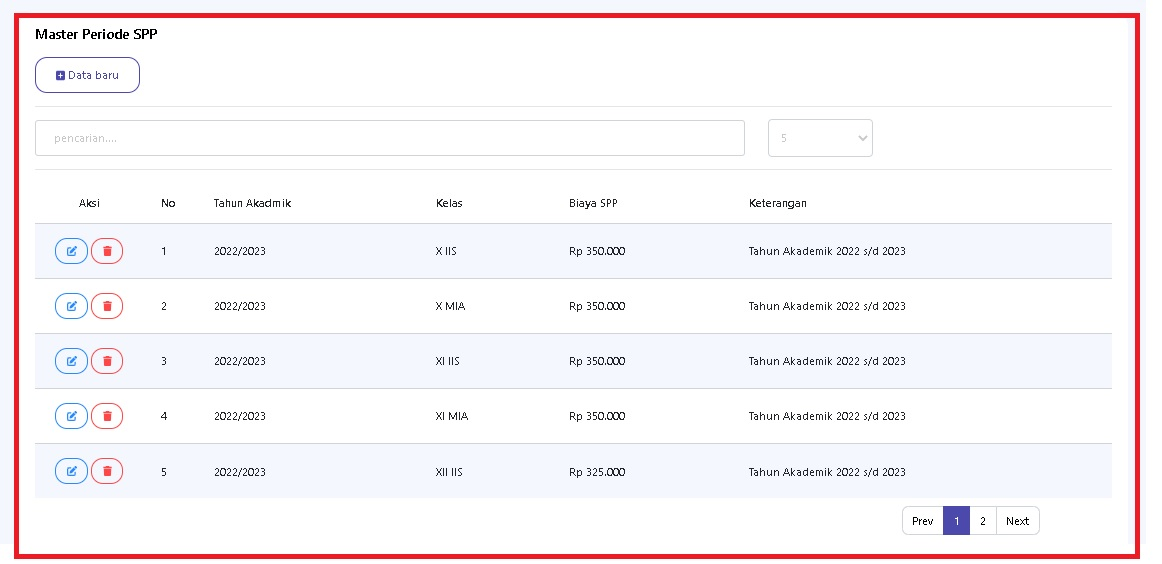 Master Periode SPP
Data baru
pencarian.... 5
Aksi No Tahun Akadmik Kelas Biaya SPP Keterangan
1 2022/2023 X IIS Rp 350.000 Tahun Akademik 2022 s/d 2023
2 2022/2023 X MIA Rp 350.000 Tahun Akademik 2022 s/d 2023
3 2022/2023 XI IIS Rp 350.000 Tahun Akademik 2022 s/d 2023
4 2022/2023 XI MIA Rp 350.000 Tahun Akademik 2022 s/d 2023
5 2022/2023 XII IIS Rp 325.000 Tahun Akademik 2022 s/d 2023
Prev 1 2 Next